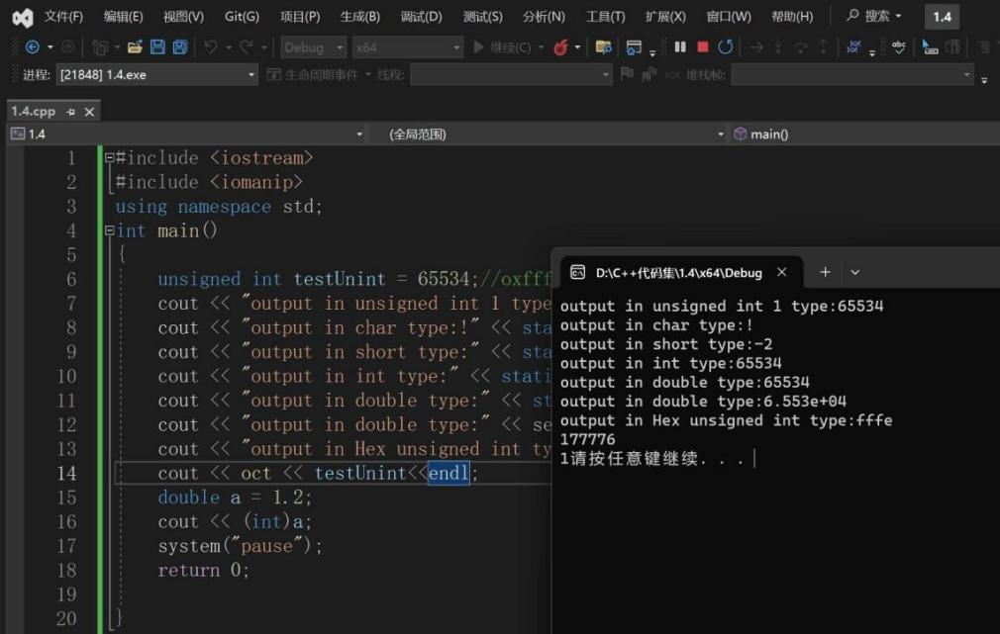 文件(F) 编辑(E) 视图(V) Git(G) 项目(P) 生成(B) 调试(D) 测试(S) 分析(N) 工具(T) 扩展(X) 窗口(W) 帮助(H) 搜索 1.4
Debug x64 继续(C)
进程: [21848] 1.4.exe 生命周期事件 线程: 堆栈帧:
1.4.cpp
1.4 (全局范围) main()
1 #include <iostream>
2 #include <iomanip>
3 using namespace std;
4 int main()
5 {
6 unsigned int testUnint = 65534;//oxfff
7 cout << "output in unsigned int 1 type
8 cout << "output in char type:!" << sta
9 cout << "output in short type:" << sta
10 cout << "output in int type:" << stati
11 cout << "output in double type:" << st
12 cout << "output in double type:" << se
13 cout << "output in Hex unsigned int ty
14 cout << oct << testUnint<<endl;
15 double a = 1.2;
16 cout << (int)a;
17 system("pause");
18 return 0;
19
20 }
D:\C++代码集\1.4\x64\Debug
output in unsigned int 1 type:65534
output in char type:!
output in short type:-2
output in int type:65534
output in double type:65534
output in double type:6.553e+04
output in Hex unsigned int type:fffe
177776
1请按任意键继续. . .